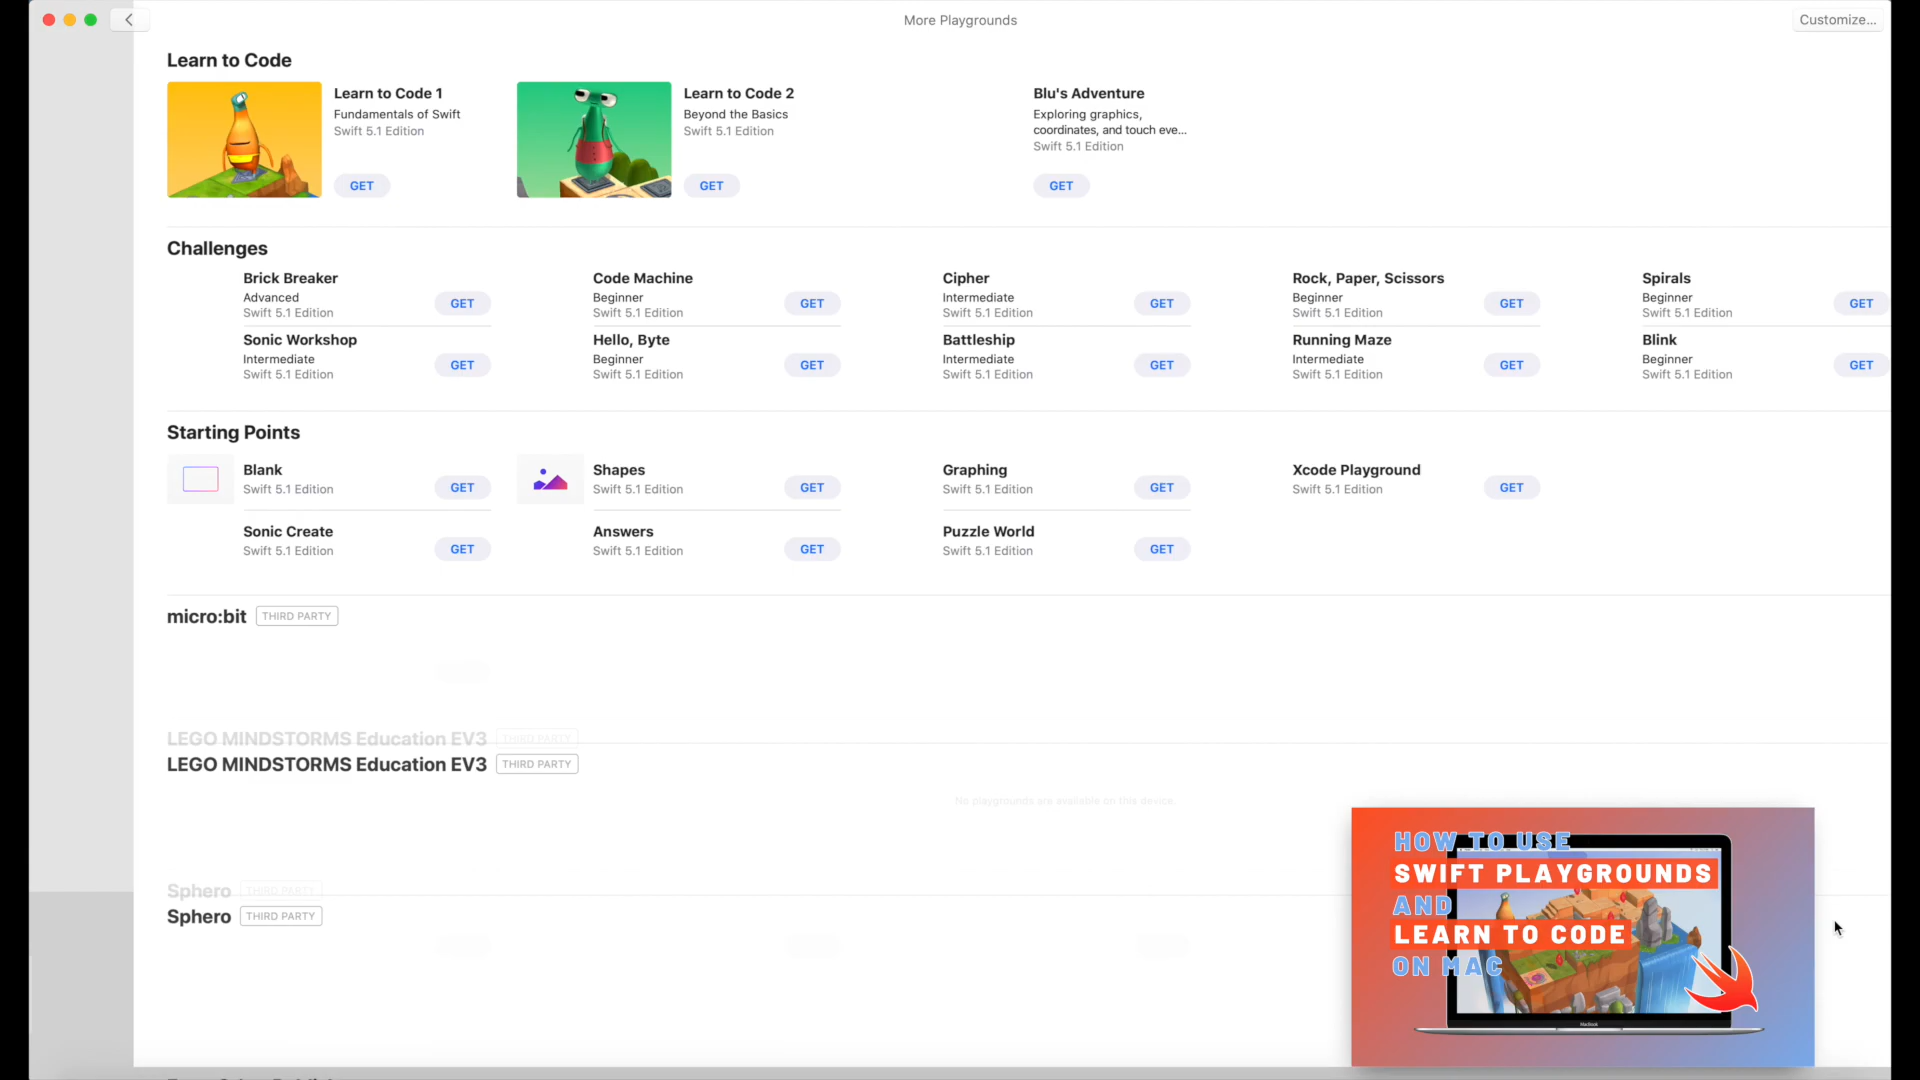 More Playgrounds
Customize...
Learn to Code
Learn to Code 1
Fundamentals of Swift
Swift 5.1 Edition
GET
Learn to Code 2
Beyond the Basics
Swift 5.1 Edition
GET
Blu's Adventure
Exploring graphics,
coordinates, and touch eve...
Swift 5.1 Edition
GET
Challenges
Brick Breaker
Advanced
Swift 5.1 Edition
GET
Code Machine
Beginner
Swift 5.1 Edition
GET
Cipher
Intermediate
Swift 5.1 Edition
GET
Rock, Paper, Scissors
Beginner
Swift 5.1 Edition
GET
Spirals
Beginner
Swift 5.1 Edition
GET
Sonic Workshop
Intermediate
Swift 5.1 Edition
GET
Hello, Byte
Beginner
Swift 5.1 Edition
GET
Battleship
Intermediate
Swift 5.1 Edition
GET
Running Maze
Intermediate
Swift 5.1 Edition
GET
Blink
Beginner
Swift 5.1 Edition
GET
Starting Points
Blank
Swift 5.1 Edition
GET
Shapes
Swift 5.1 Edition
GET
Graphing
Swift 5.1 Edition
GET
Xcode Playground
Swift 5.1 Edition
GET
Sonic Create
Swift 5.1 Edition
GET
Answers
Swift 5.1 Edition
GET
Puzzle World
Swift 5.1 Edition
GET
micro:bit THIRD PARTY
LEGO MINDSTORMS Education EV3 THIRD PARTY
LEGO MINDSTORMS Education EV3 THIRD PARTY
No playgrounds are available on this device.
Sphero THIRD PARTY
Sphero THIRD PARTY
HOW TO USE
SWIFT PLAYGROUNDS
AND
LEARN TO CODE
ON MAC
MacBook